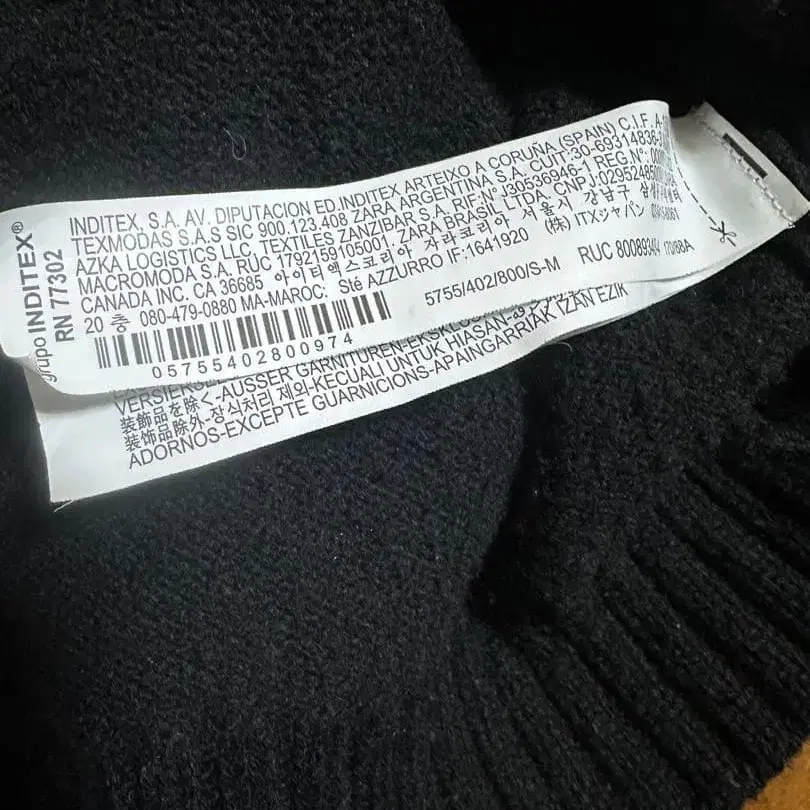 grupo INDITEX®
RN 77302
INDITEX, S.A. AV. DIPUTACION ED.INDITEX ARTEIXO A CORUÑA (SPAIN) C.I.F. A-
TEXMODAS S.A.S SIC 900.123.408 ZARA ARGENTINA S.A. CUIT:30-69314836-
AZKA LOGISTICS LLC, TEXTILES ZANZIBAR S.A. RIF-Nº J30536946-1 REG.Nº:
MACROMODA S.A. RUC 1792159105001. ZARA BRASIL LTDA. CNPJ.:02952485
CANADA INC. CA 36685 아이티엑스코리아 자라코리아 서울시 강남구
20 층 080-479-0880 MA-MAROC: Sté AZZURRO IF:1641920 (株) ITXジャパン
5755/402/800/S-M RUC 170/88A
05755402800974
-AUSSER GARNITUREN-
装飾品を除く-장식처리 제외-KECUALI UNTUK HIASAN-
装饰品除外-EXCEPTE GUARNICIONS-APAINGARRIAK IZAN EZIK
ADORNOS-